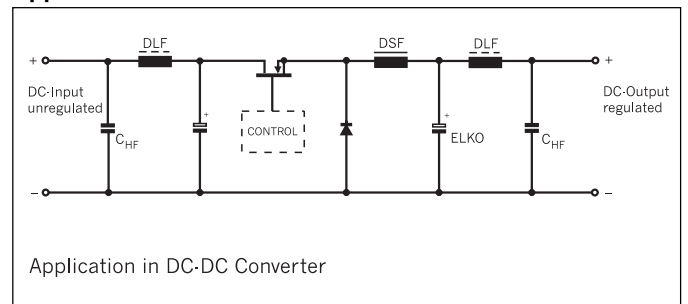 DLF
DSF
DLF
+
+
DC-Input
unregulated
DC-Output
regulated
+
+
CONTROL
C_HF
ELKO
C_HF
–
–
Application in DC-DC Converter